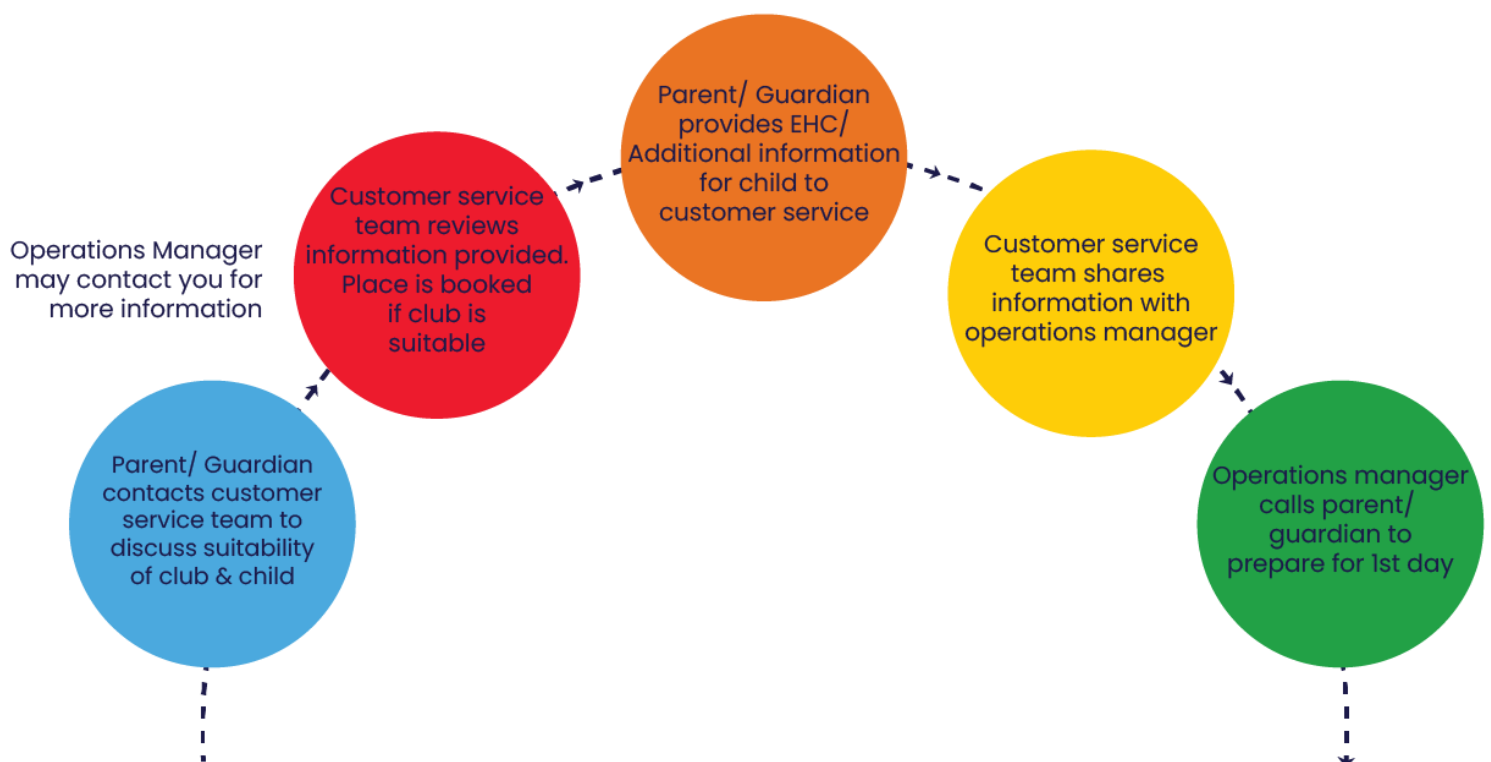 Parent/ Guardian
contacts customer
service team to
discuss suitability
of club & child
Operations Manager
may contact you for
more information
Customer service
team reviews
information provided.
Place is booked
if club is
suitable
Parent/ Guardian
provides EHC/
Additional information
for child to
customer service
Customer service
team shares
information with
operations manager
Operations manager
calls parent/
guardian to
prepare for 1st day